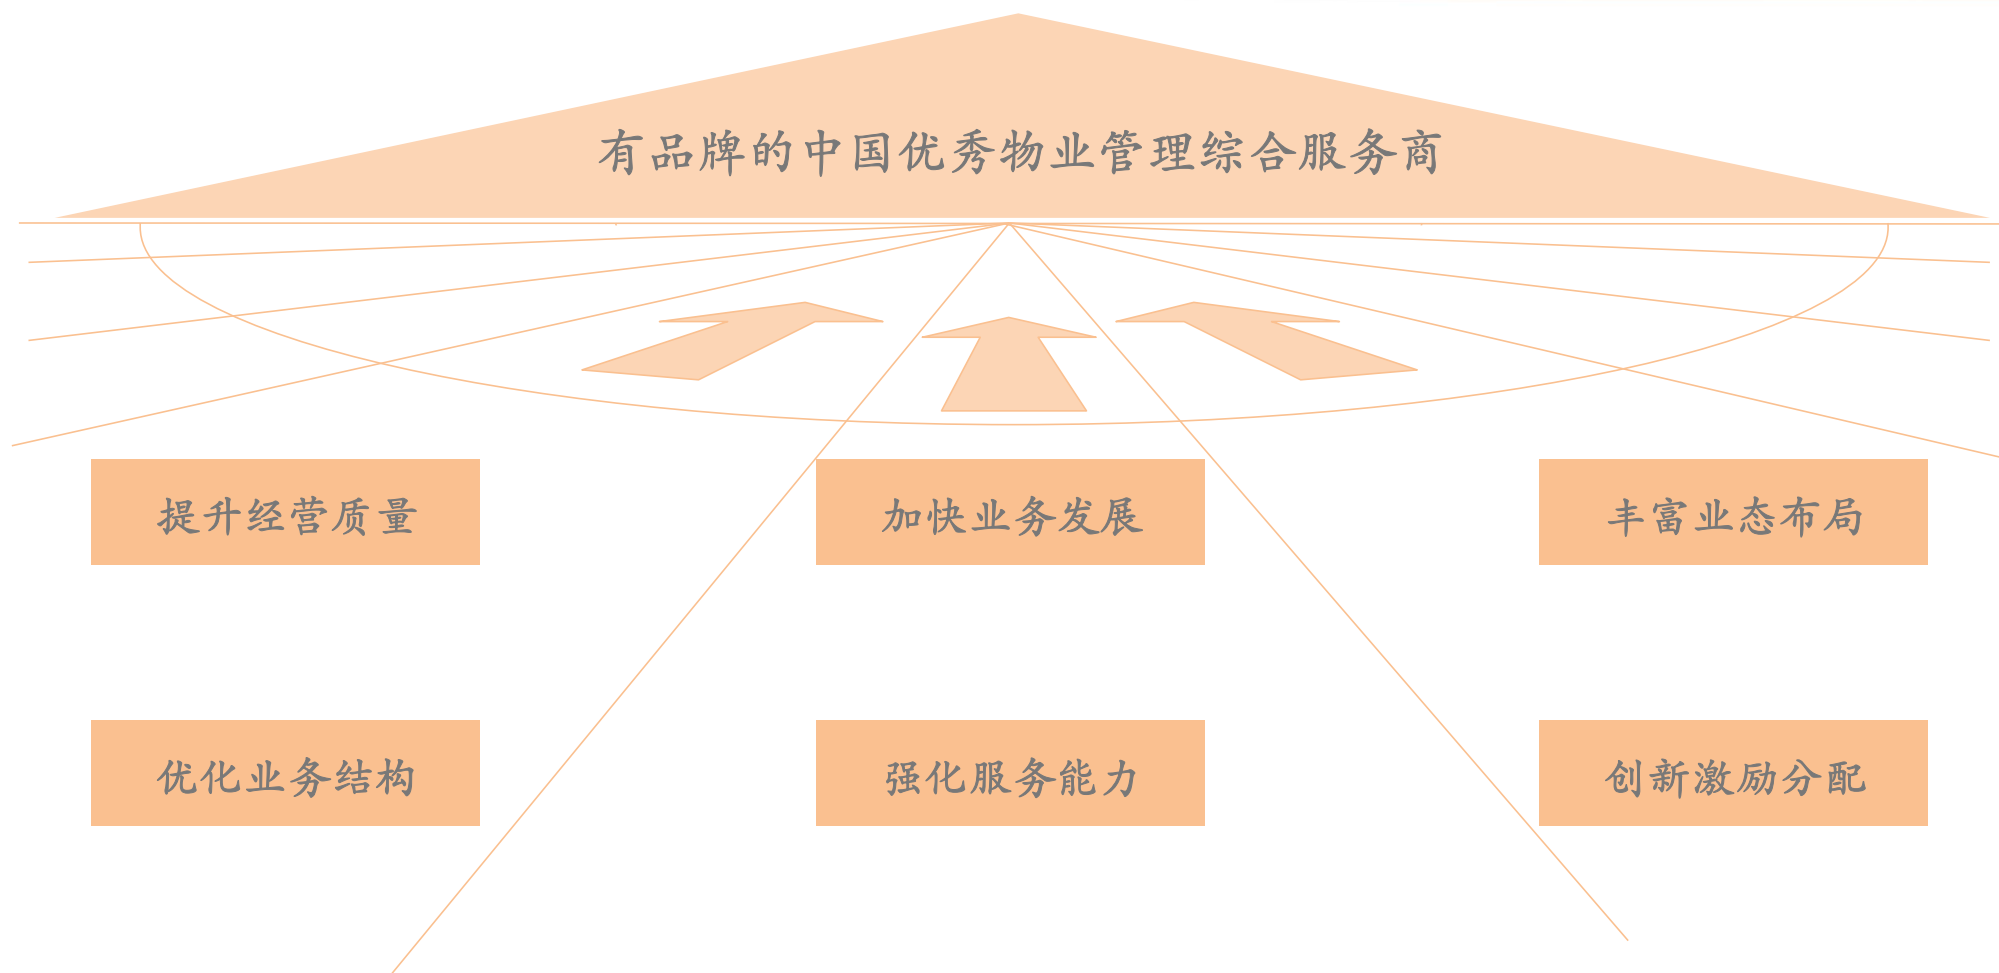 有品牌的中国优秀物业管理综合服务商
提升经营质量
加快业务发展
丰富业态布局
优化业务结构
强化服务能力
创新激励分配